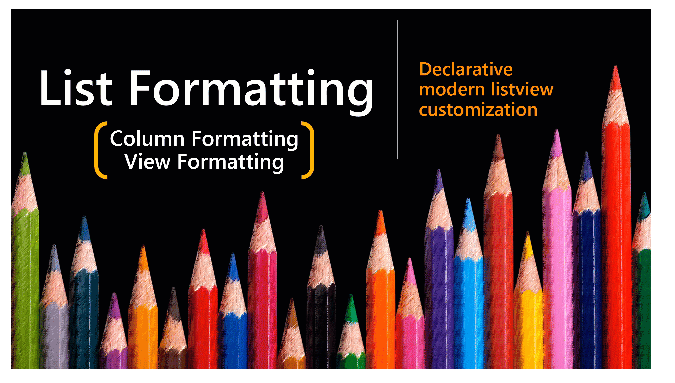 List Formatting
Column Formatting
View Formatting
Declarative
modern listview
customization